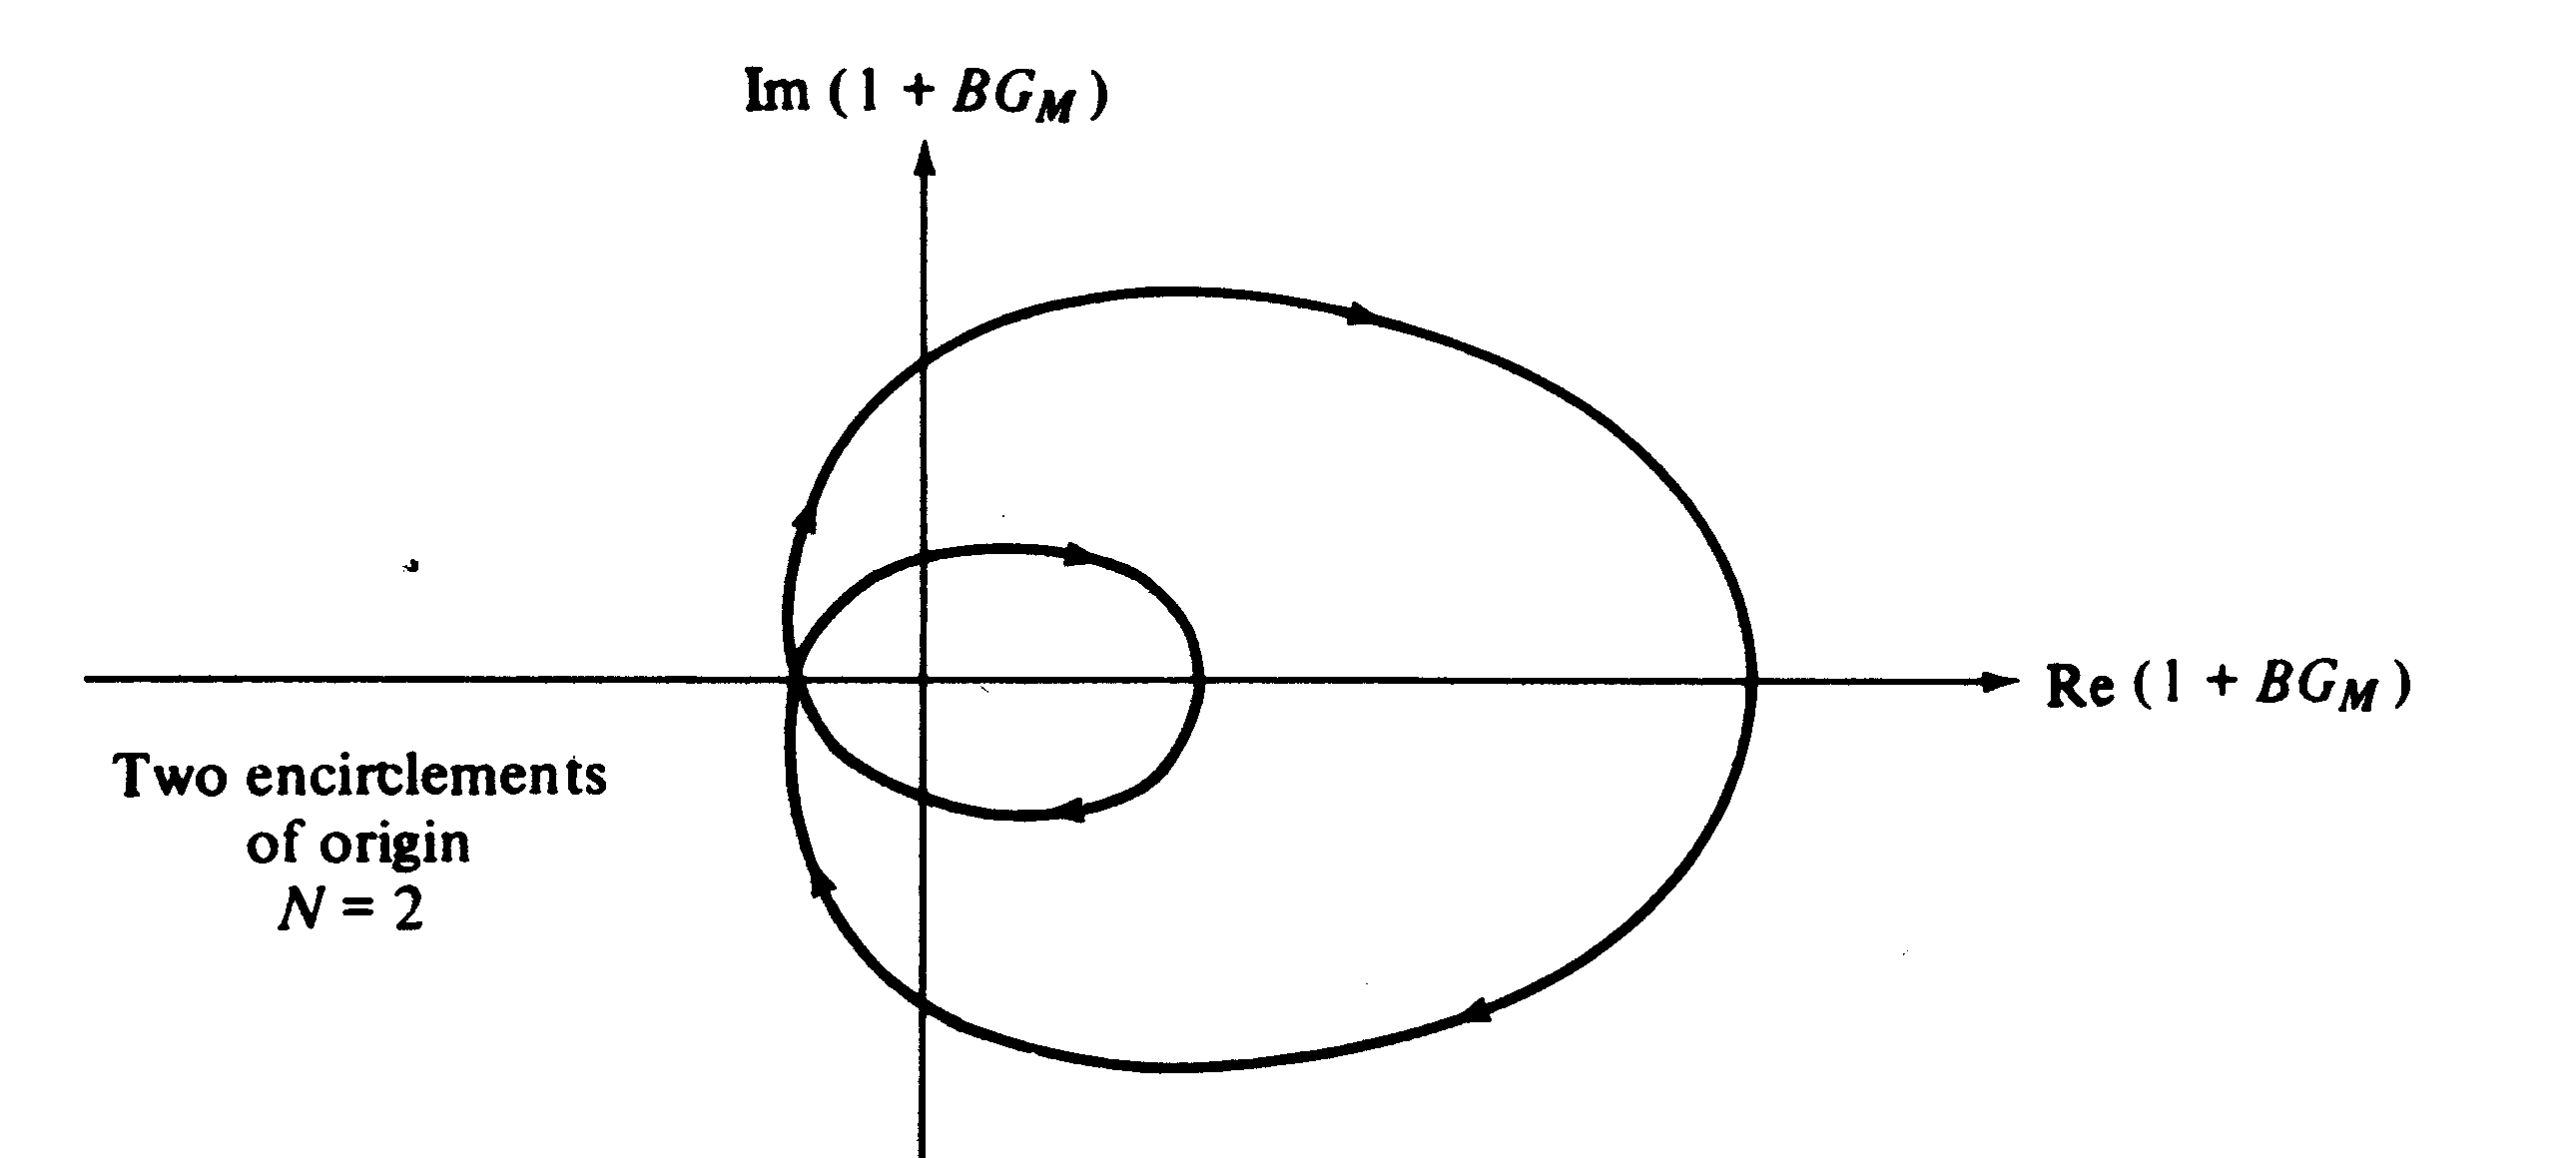 Im (1 + BG_M)
Re (1 + BG_M)
Two encirclements
of origin
N = 2